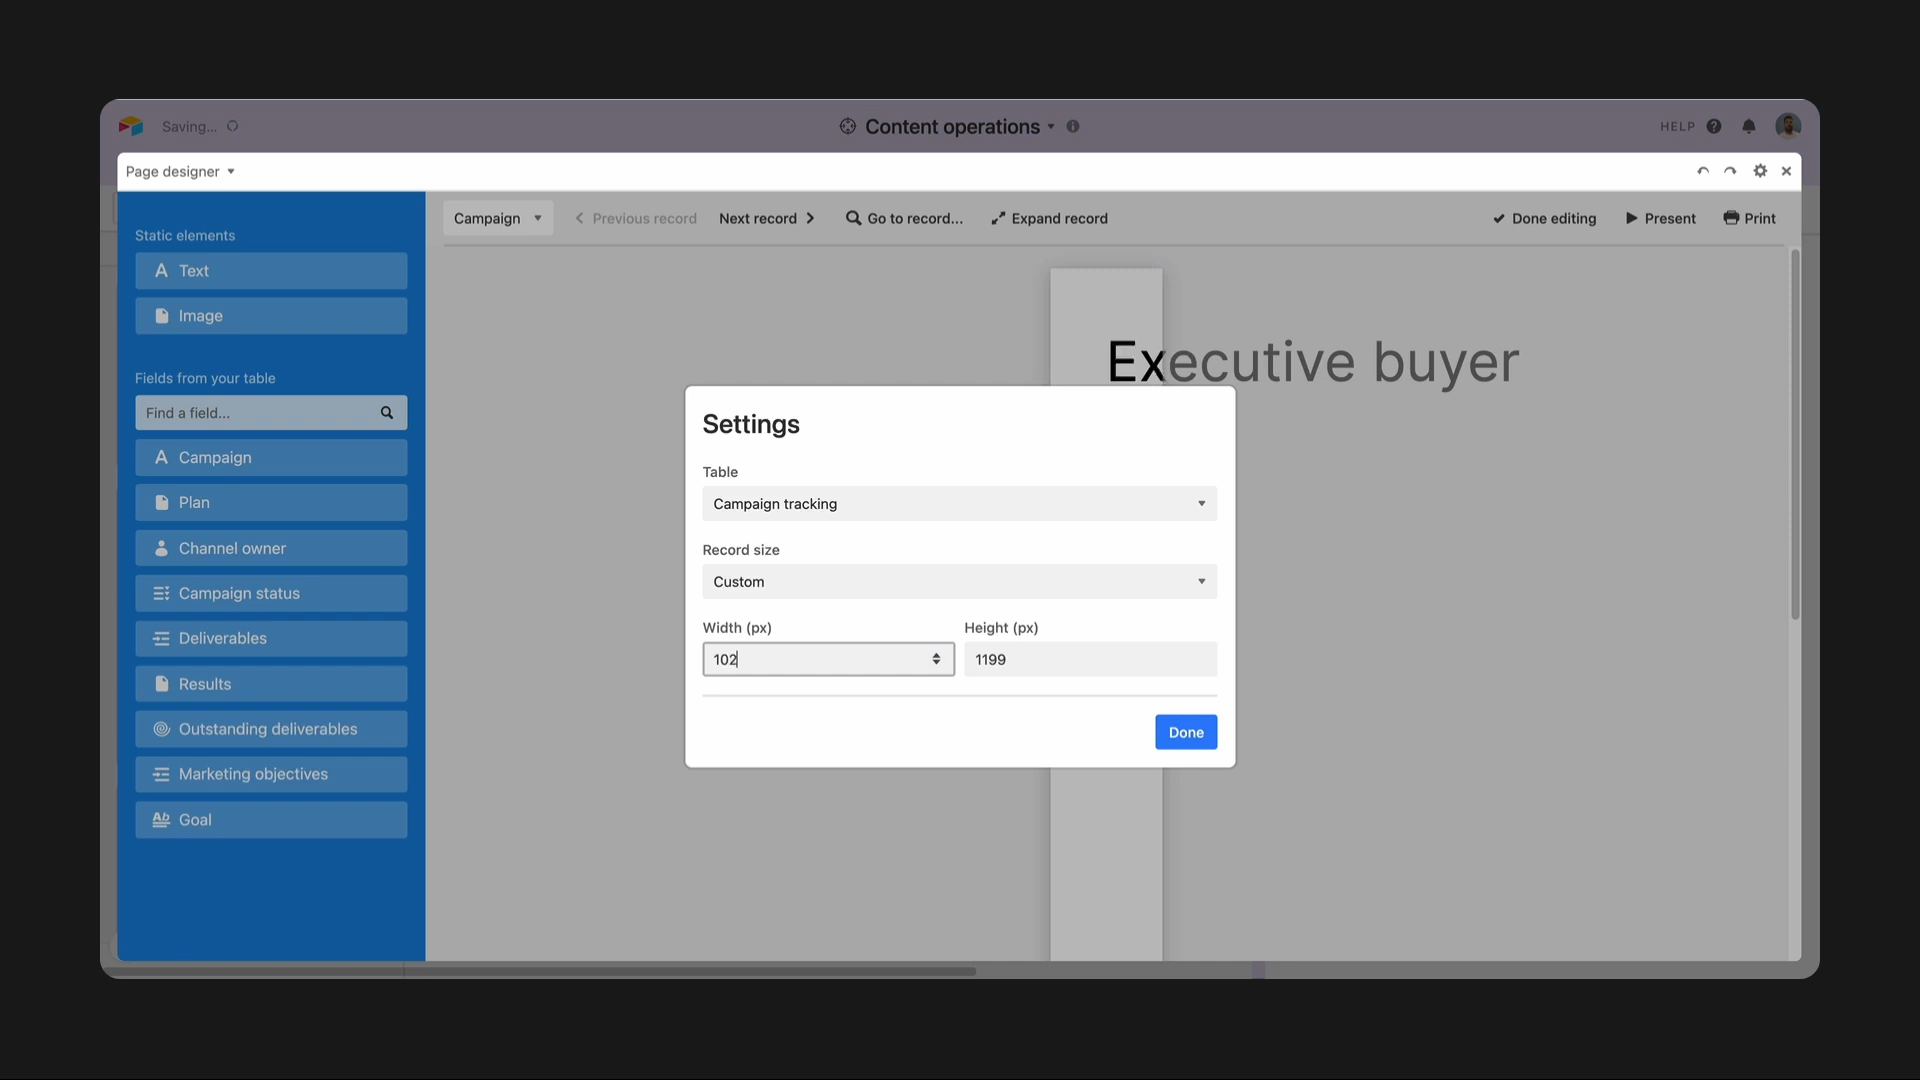 Saving...
Content operations
HELP
Page designer
Campaign
Previous record
Next record
Go to record...
Expand record
Done editing
Present
Print
Static elements
Text
Image
Fields from your table
Find a field...
Campaign
Plan
Channel owner
Campaign status
Deliverables
Results
Outstanding deliverables
Marketing objectives
Goal
Executive buyer
Settings
Table
Campaign tracking
Record size
Custom
Width (px) Height (px)
102 1199
Done